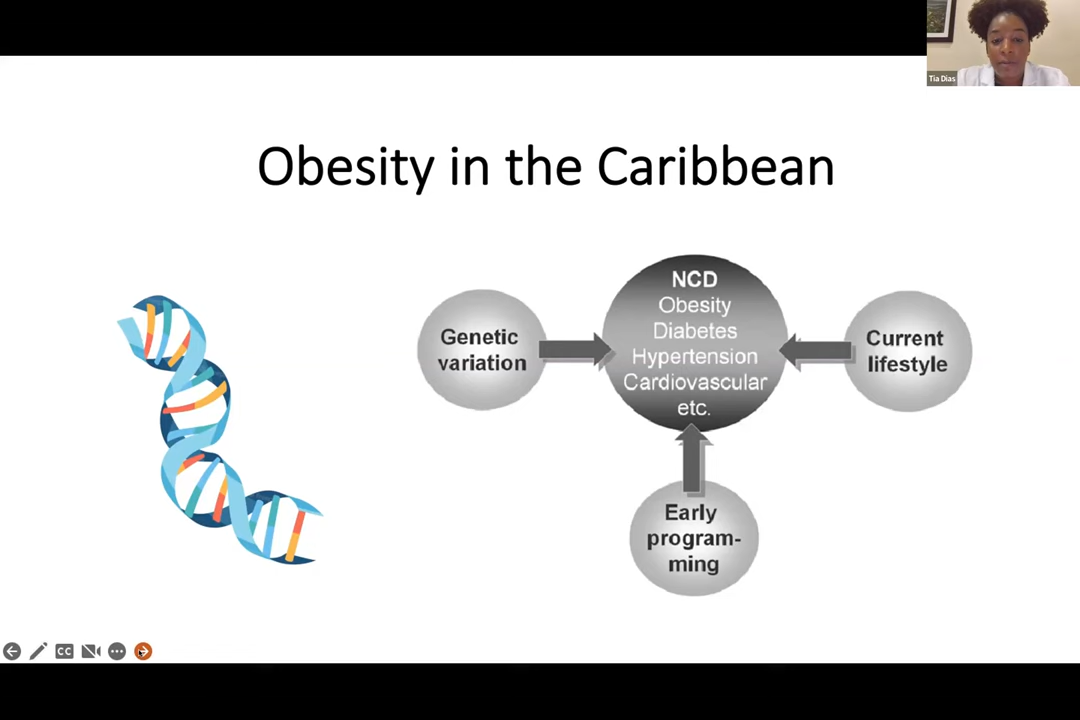 Tia Dias
Obesity in the Caribbean
NCD
Obesity
Diabetes
Hypertension
Cardiovascular
etc.
Genetic
variation
Current
lifestyle
Early
program-
ming
CC